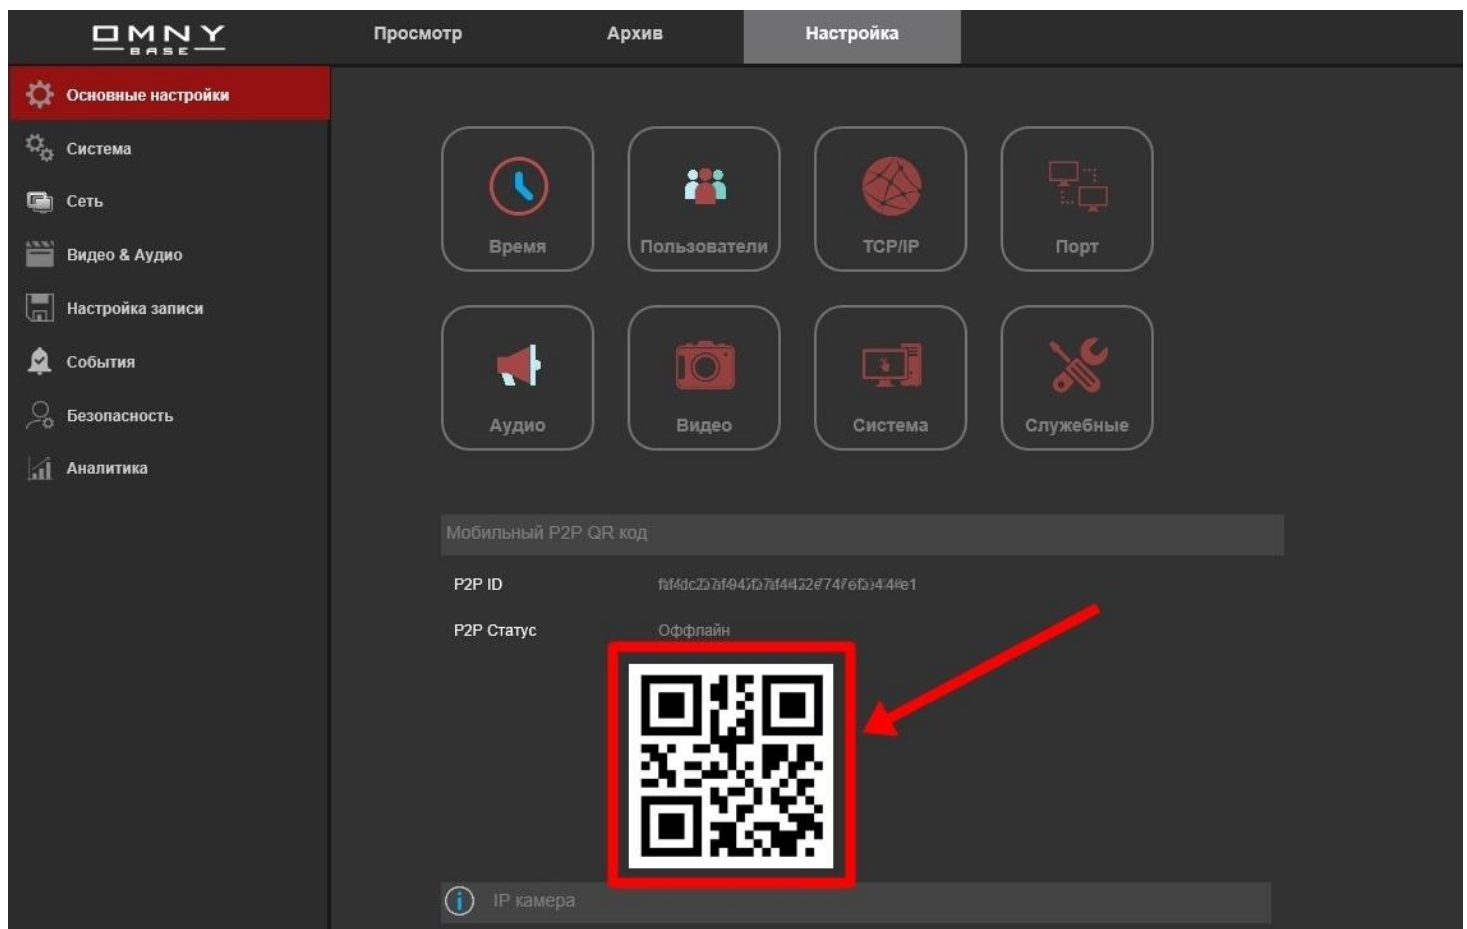 OMNY
BASE
Просмотр
Архив
Настройка
Основные настройки
Система
Сеть
Видео & Аудио
Настройка записи
События
Безопасность
Аналитика
Время
Пользователи
TCP/IP
Порт
Аудио
Видео
Система
Служебные
Мобильный P2P QR код
P2P ID
P2P Статус
Оффлайн
IP камера